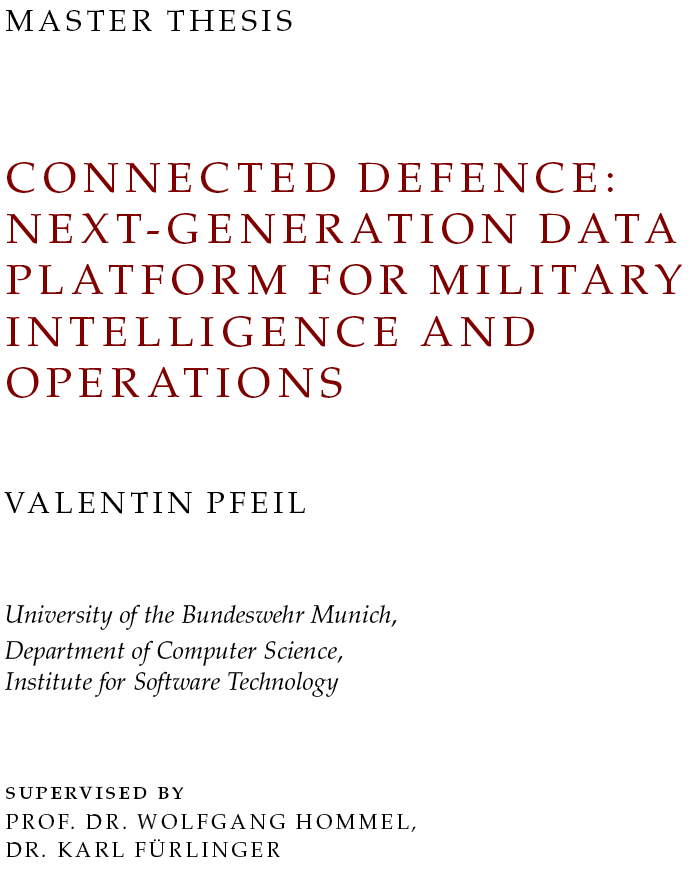 MASTER THESIS
CONNECTED DEFENCE:
NEXT-GENERATION DATA
PLATFORM FOR MILITARY
INTELLIGENCE AND
OPERATIONS
VALENTIN PFEIL
University of the Bundeswehr Munich,
Department of Computer Science,
Institute for Software Technology
SUPERVISED BY
PROF. DR. WOLFGANG HOMMEL,
DR. KARL FÜRLINGER